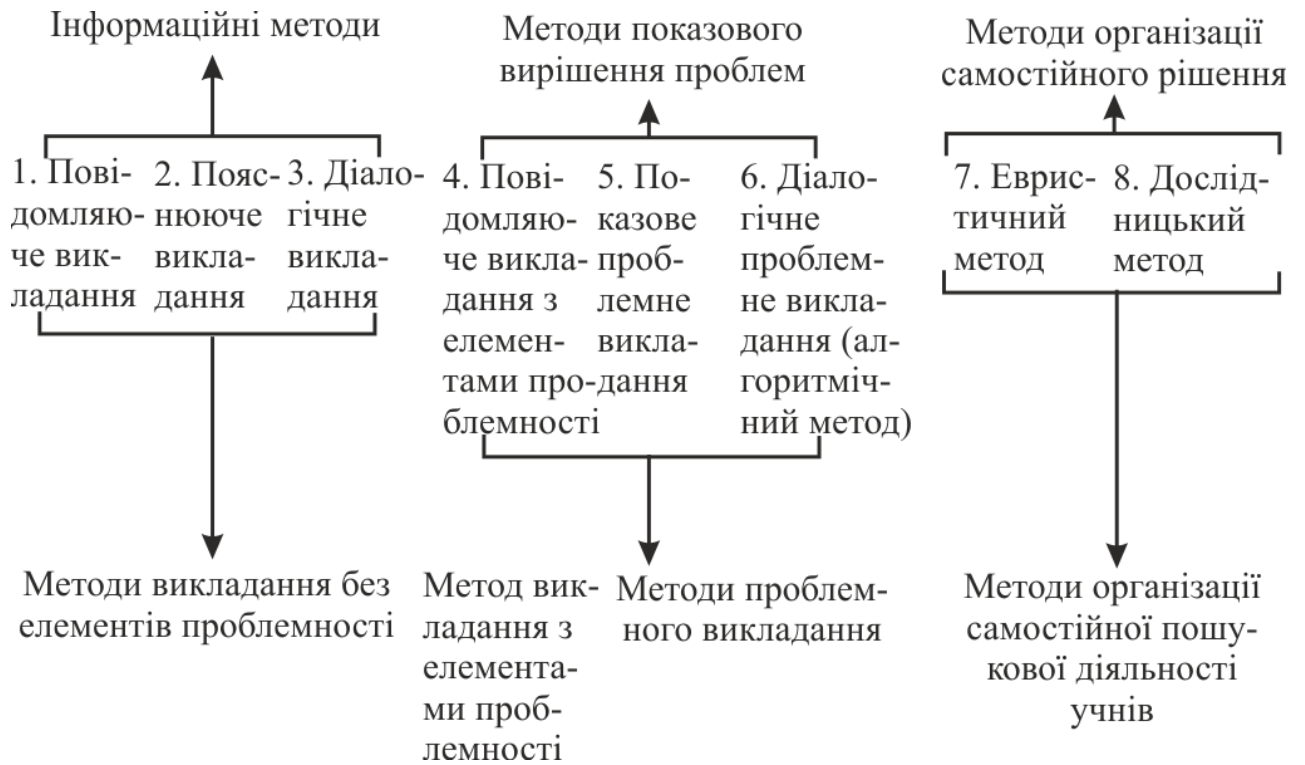 Інформаційні методи
Методи показового
вирішення проблем
Методи організації
самостійного рішення
1. Пові-
домляю-
че вик-
ладання
2. Пояс-
нююче
викла-
дання
3. Діало-
гічне
викла-
дання
4. Пові-
домляю-
че викла-
дання з
елемен-
тами про-
блемності
5. По-
казове
проб-
лемне
викла-
дання
6. Діало-
гічне
проблем-
не викла-
дання (ал-
горитміч-
ний метод)
7. Еврис-
тичний
метод
8. Дослід-
ницький
метод
Методи викладання без
елементів проблемності
Метод вик-
ладання з
елемента-
ми проб-
лемності
Методи проблем-
ного викладання
Методи організації
самостійної пошу-
кової діяльності
учнів